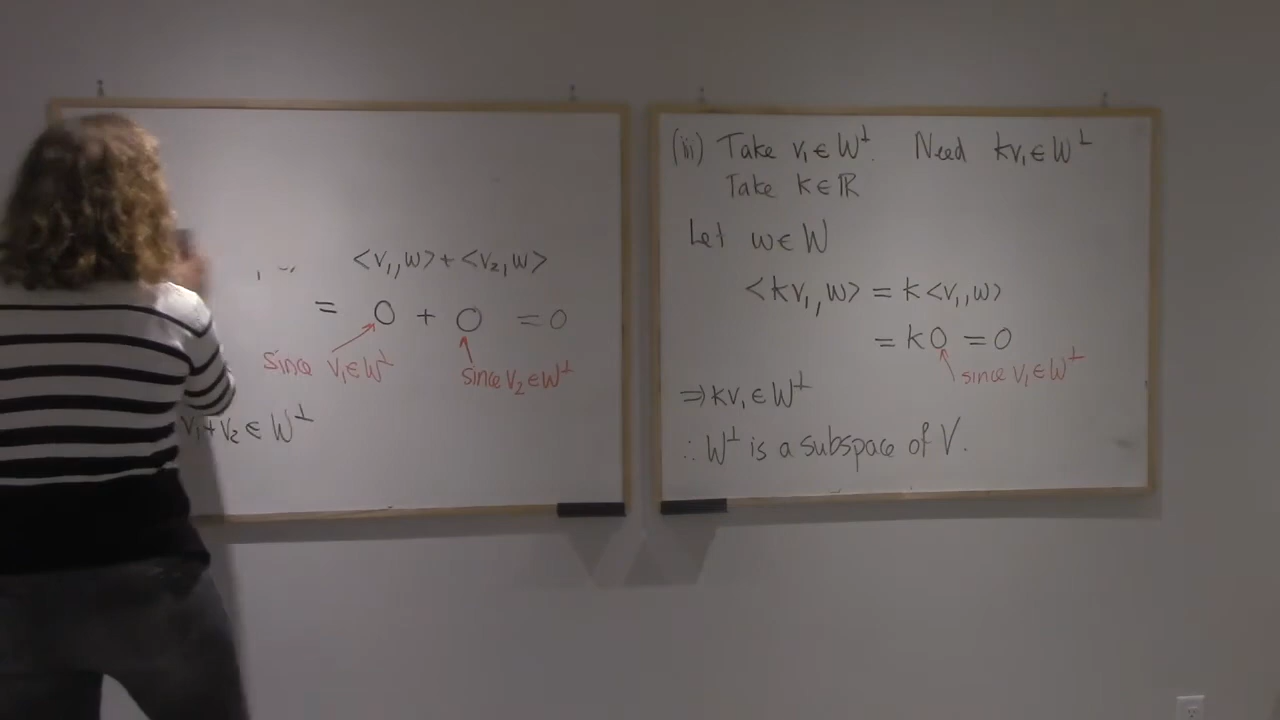 <v₁,w>+<v₂,w>
= 0 + 0 = 0
since v₁∈W^⊥ since v₂∈W^⊥
v₁+v₂ ∈ W^⊥
(iii) Take v₁∈W^⊥. Need kv₁∈W^⊥
Take k∈ℝ
Let w∈W
<kv₁,w> = k<v₁,w>
= k0 = 0
since v₁∈W^⊥
⇒kv₁∈W^⊥
∴ W^⊥ is a subspace of V.